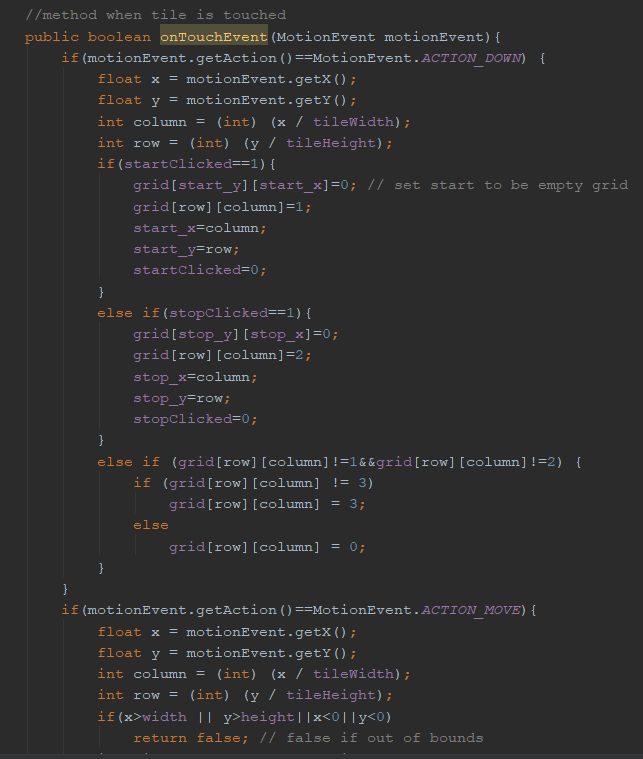 //method when tile is touched
public boolean onTouchEvent(MotionEvent motionEvent){
if(motionEvent.getAction()==MotionEvent.ACTION_DOWN) {
float x = motionEvent.getX();
float y = motionEvent.getY();
int column = (int) (x / tileWidth);
int row = (int) (y / tileHeight);
if(startClicked==1){
grid[start_y][start_x]=0; // set start to be empty grid
grid[row][column]=1;
start_x=column;
start_y=row;
startClicked=0;
}
else if(stopClicked==1){
grid[stop_y][stop_x]=0;
grid[row][column]=2;
stop_x=column;
stop_y=row;
stopClicked=0;
}
else if (grid[row][column]!=1&&grid[row][column]!=2) {
if (grid[row][column] != 3)
grid[row][column] = 3;
else
grid[row][column] = 0;
}
}
if(motionEvent.getAction()==MotionEvent.ACTION_MOVE){
float x = motionEvent.getX();
float y = motionEvent.getY();
int column = (int) (x / tileWidth);
int row = (int) (y / tileHeight);
if(x>width || y>height||x<0||y<0)
return false; // false if out of bounds